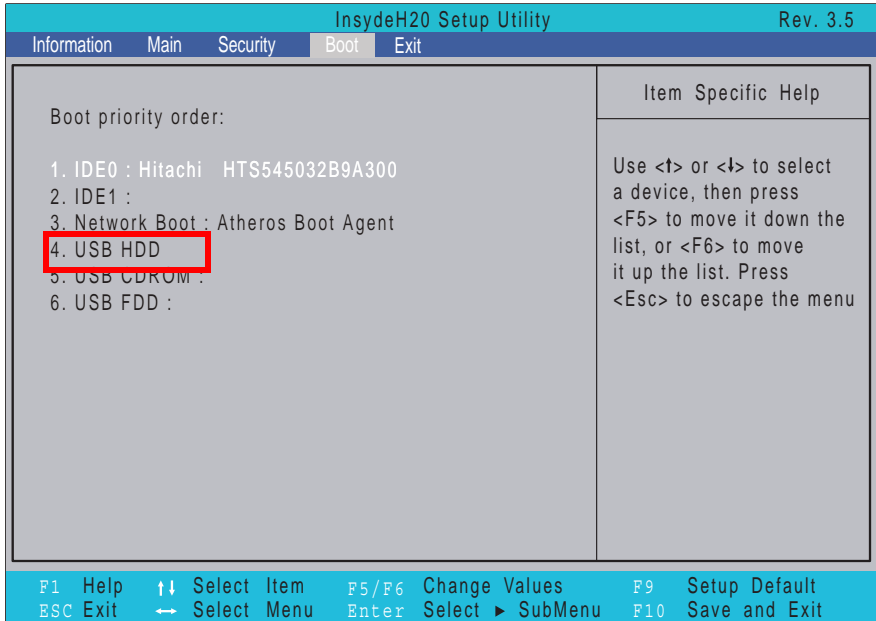 InsydeH20 Setup Utility Rev. 3.5
Information Main Security Boot Exit
Boot priority order:
1. IDE0 : Hitachi HTS545032B9A300
2. IDE1 :
3. Network Boot : Atheros Boot Agent
4. USB HDD
5. USB CDROM :
6. USB FDD :
Item Specific Help
Use <↑> or <↓> to select
a device, then press
<F5> to move it down the
list, or <F6> to move
it up the list. Press
<Esc> to escape the menu
F1 Help ↑↓ Select Item F5/F6 Change Values F9 Setup Default
ESC Exit ↔ Select Menu Enter Select ► SubMenu F10 Save and Exit